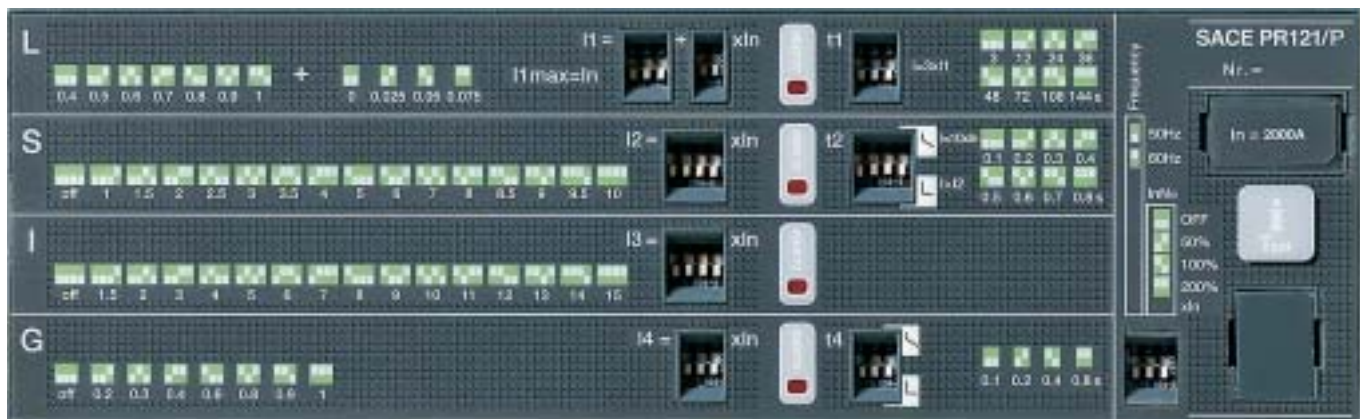 L
I1 = + xIn
t1
I1max=In
0.4 0.5 0.6 0.7 0.8 0.9 1 + 0 0.025 0.05 0.075
3 12 24 36
48 72 108 144s
S
I2= xIn
t2
off 1 1.5 2 2.5 3 3.5 4 5 6 7 8 8.5 9 9.5 10
0.1 0.2 0.3 0.4
0.5 0.6 0.7 0.8s
I
I3= xIn
off 1.5 2 3 4 5 6 7 8 9 10 11 12 13 14 15
G
I4 = xIn
t4
off 0.2 0.3 0.4 0.6 0.8 0.9 1
0.1 0.2 0.4 0.8s
Frequency
50Hz
60Hz
InN=
OFF
50%
100%
200%
xIn
SACE PR121/P
Nr. =
In = 2000A
Test